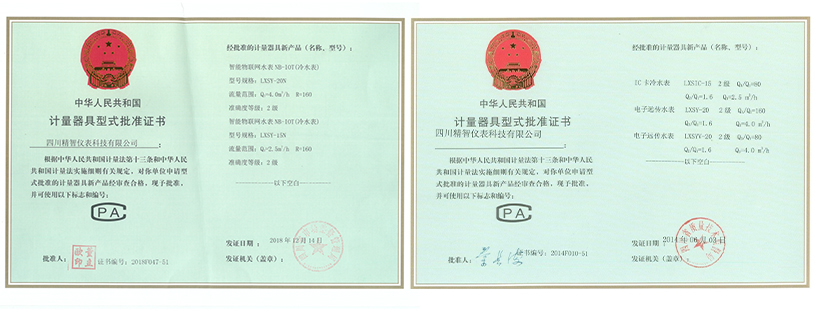 中华人民共和国
计量器具型式批准证书
四川精智仪表科技有限公司 :
根据中华人民共和国计量法第十三条和中华人民
共和国计量法实施细则有关规定，对你单位申请型
式批准的计量器具新产品经审查合格，现予批准，
并可使用以下标志和编号:
CPA
批准人:
证书编号: 2018F047-51
经批准的计量器具新产品（名称、型号）:
智能物联网水表 NB-IOT(冷水表)
型号规格: LXSY-20N
流量范围: Q₃=4.0m³/h R=160
准确度等级: 2 级
智能物联网水表 NB-IOT(冷水表)
型号规格: LXSY-15N
流量范围: Q₃=2.5m³/h R=160
准确度等级: 2 级
------以下空白------
发证日期: 2018 年 12 月 14 日
发证机关（盖章）:
中华人民共和国
计量器具型式批准证书
四川精智仪表科技有限公司 :
根据中华人民共和国计量法第十三条和中华人民
共和国计量法实施细则有关规定，对你单位申请型
式批准的计量器具新产品经审查合格，现予批准，
并可使用以下标志和编号:
CPA
批准人:
证书编号: 2014F010-51
经批准的计量器具新产品（名称、型号）:
IC 卡冷水表 LXSIC-15 2 级 Q₃/Q₁=80
Q₂/Q₁=1.6 Q₃=2.5 m³/h
电子远传水表 LXSY-20 2 级 Q₃/Q₁=160
Q₂/Q₁=1.6 Q₃=4.0 m³/h
电子远传水表 LXSYV-20 2 级 Q₃/Q₁=80
Q₂/Q₁=1.6 Q₃=4.0 m³/h
------以下空白------
发证日期: 2014 年 06 月 03 日
发证机关（盖章）